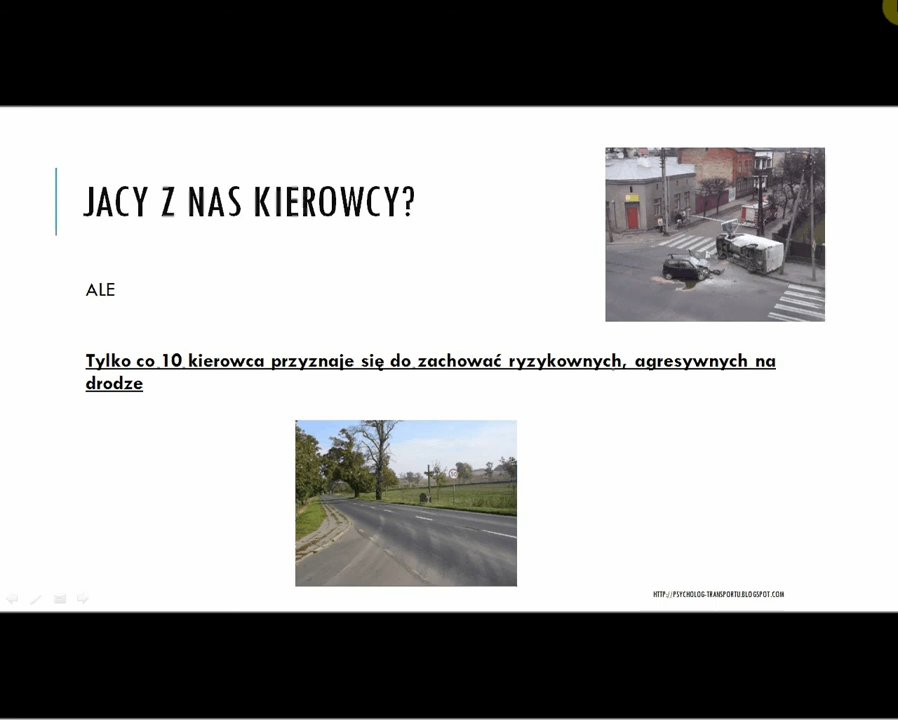 JACY Z NAS KIEROWCY?
ALE
Tylko co 10 kierowca przyznaje się do zachować ryzykownych, agresywnych na
drodze
HTTP://PSYCHOLOG-TRANSPORTU.BLOGSPOT.COM